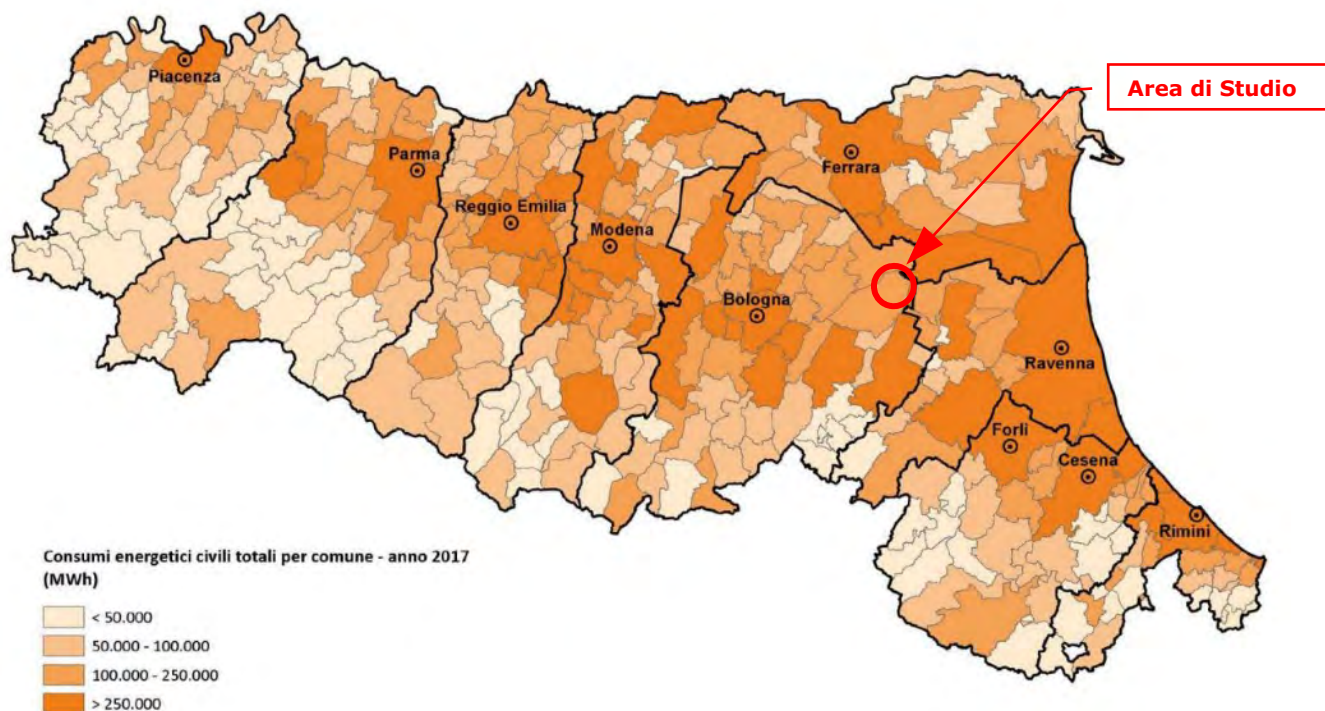 Piacenza
Area di Studio
Parma
Ferrara
Reggio Emilia
Modena
Bologna
Ravenna
Forlì
Cesena
Rimini
Consumi energetici civili totali per comune - anno 2017
(MWh)
< 50.000
50.000 - 100.000
100.000 - 250.000
> 250.000